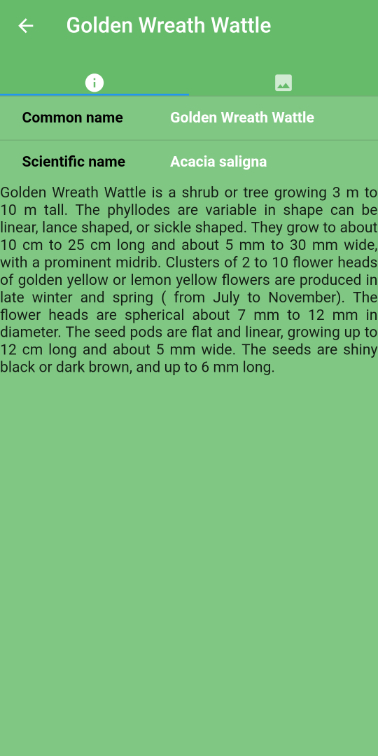 Golden Wreath Wattle
Common name Golden Wreath Wattle
Scientific name Acacia saligna
Golden Wreath Wattle is a shrub or tree growing 3 m to
10 m tall. The phyllodes are variable in shape can be
linear, lance shaped, or sickle shaped. They grow to about
10 cm to 25 cm long and about 5 mm to 30 mm wide,
with a prominent midrib. Clusters of 2 to 10 flower heads
of golden yellow or lemon yellow flowers are produced in
late winter and spring ( from July to November). The
flower heads are spherical about 7 mm to 12 mm in
diameter. The seed pods are flat and linear, growing up to
12 cm long and about 5 mm wide. The seeds are shiny
black or dark brown, and up to 6 mm long.